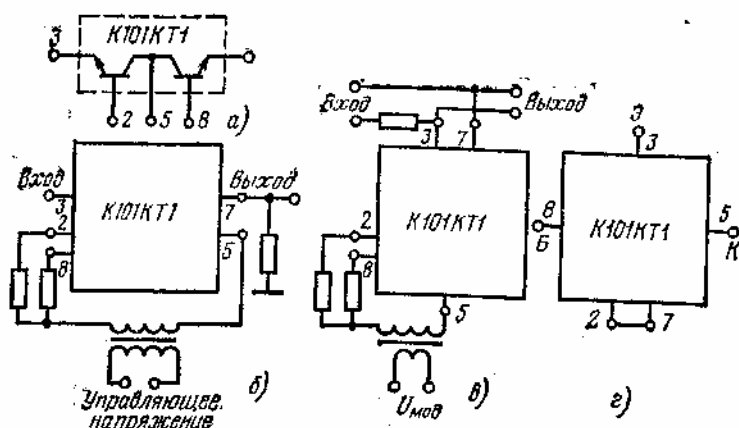 К101КТ1
3
2
5
8
а)
Вход
3
2
8
К101КТ1
Выход
7
5
Управляющее
напряжение
б)
Вход
Выход
3
7
2
8
К101КТ1
5
Uмод
в)
Э
3
8
Б
К101КТ1
5
К
2
7
г)